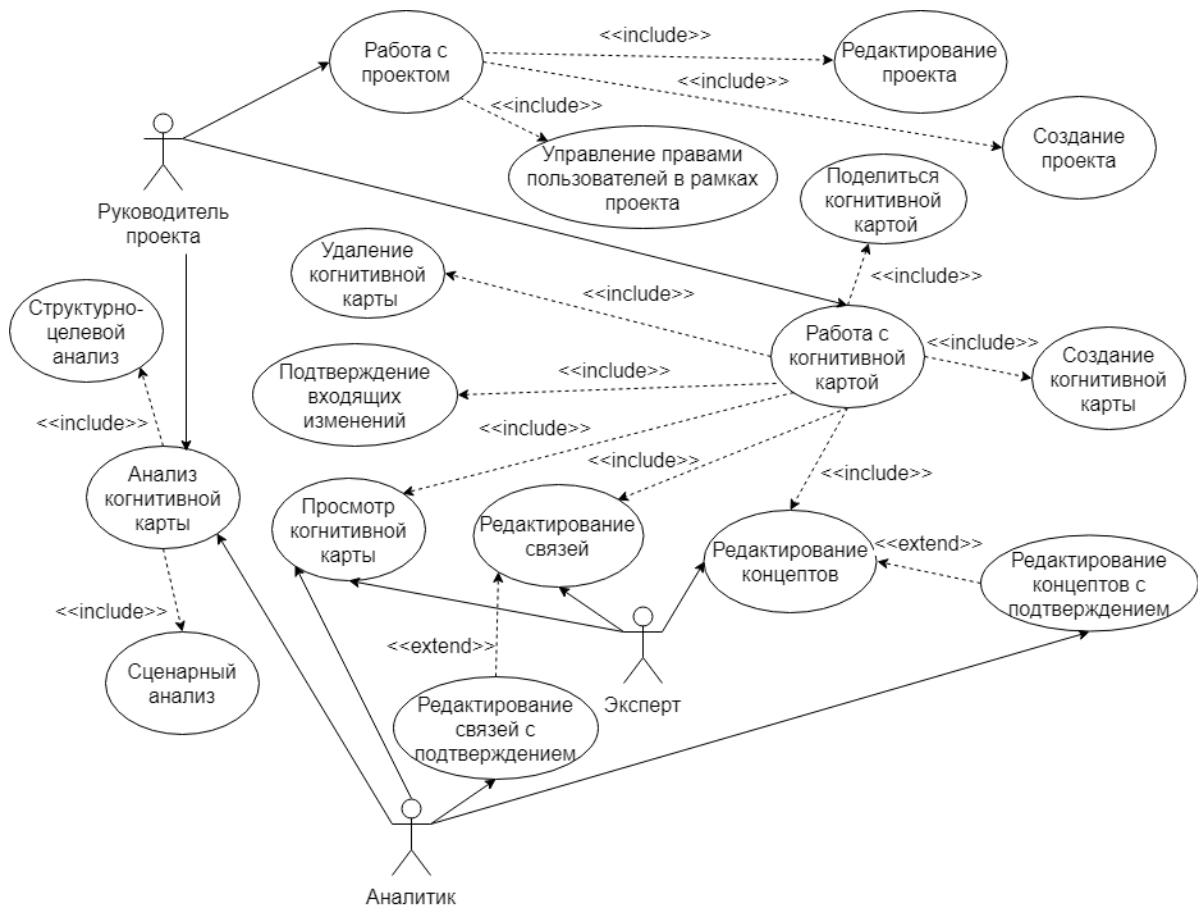 Работа с
проектом
<<include>>
Редактирование
проекта
<<include>>
<<include>>
Создание
проекта
Управление правами
пользователей в рамках
проекта
Поделиться
когнитивной
картой
Руководитель
проекта
Удаление
когнитивной
карты
<<include>>
<<include>>
Структурно-
целевой
анализ
Работа с
когнитивной
картой
<<include>>
Создание
когнитивной
карты
Подтверждение
входящих
изменений
<<include>>
<<include>>
<<include>>
<<include>>
<<include>>
Анализ
когнитивной
карты
Просмотр
когнитивной
карты
Редактирование
связей
Редактирование
концептов
<<extend>>
Редактирование
концептов с
подтверждением
<<include>>
<<extend>>
Сценарный
анализ
Эксперт
Редактирование
связей с
подтверждением
Аналитик